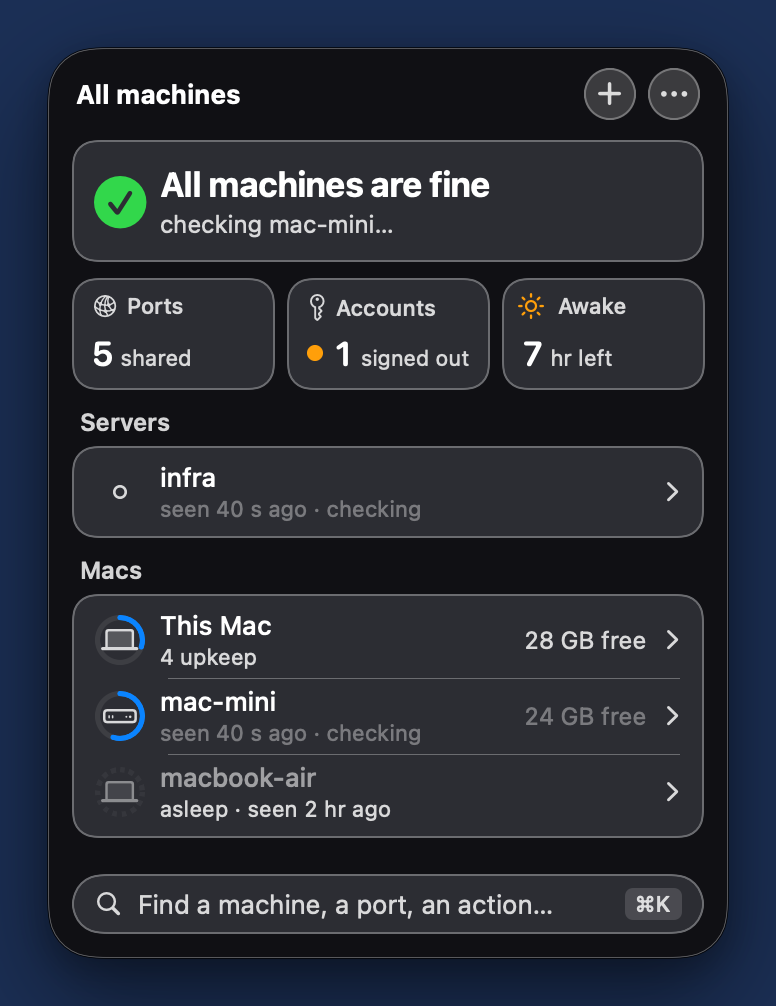 All machines
All machines are fine
checking mac-mini...
Ports
5 shared
Accounts
1 signed out
Awake
7 hr left
Servers
infra
seen 40 s ago · checking
Macs
This Mac
28 GB free
4 upkeep
mac-mini
24 GB free
seen 40 s ago · checking
macbook-air
asleep · seen 2 hr ago
Find a machine, a port, an action...
⌘K